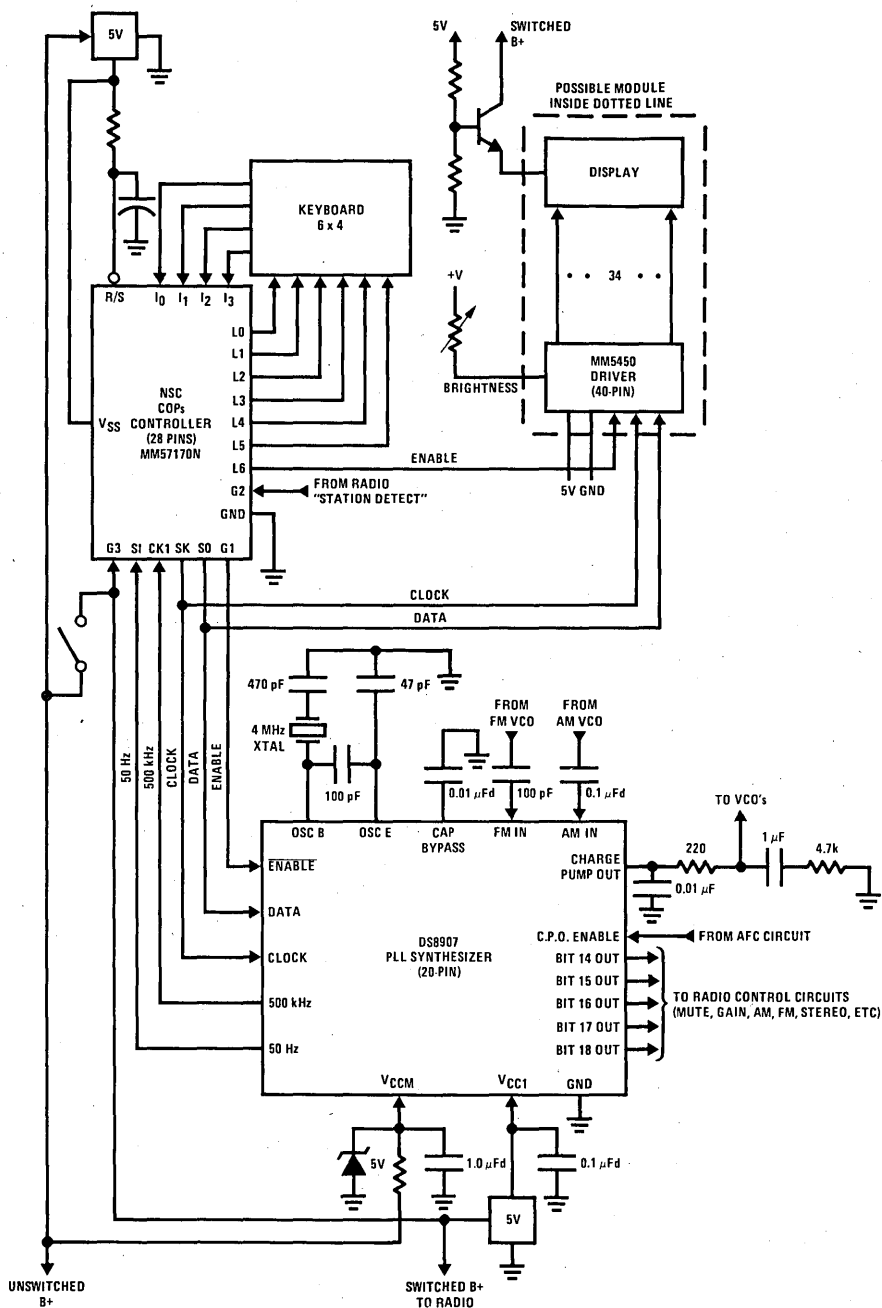 5V
5V
SWITCHED
B+
POSSIBLE MODULE
INSIDE DOTTED LINE
DISPLAY
KEYBOARD
6 x 4
• • 34 • •
+V
BRIGHTNESS
MM5450
DRIVER
(40-PIN)
5V GND
R/S
I0
I1
I2
I3
L0
L1
L2
L3
L4
L5
L6
G2
GND
NSC
COPs
CONTROLLER
(28 PINS)
MM57170N
VSS
ENABLE
FROM RADIO
"STATION DETECT"
G3 SI CK1 SK SO G1
CLOCK
DATA
50 Hz
500 kHz
CLOCK
DATA
ENABLE
470 pF
47 pF
4 MHz
XTAL
100 pF
0.01 µFd
FROM
FM VCO
100 pF
FROM
AM VCO
0.1 µFd
OSC B
OSC E
CAP
BYPASS
FM IN
AM IN
ENABLE
DATA
CLOCK
500 kHz
50 Hz
DS8907
PLL SYNTHESIZER
(20-PIN)
CHARGE
PUMP OUT
C.P.O. ENABLE
BIT 14 OUT
BIT 15 OUT
BIT 16 OUT
BIT 17 OUT
BIT 18 OUT
VCCM
VCC1
GND
TO VCO's
220
1 µF
4.7k
0.01 µF
FROM AFC CIRCUIT
TO RADIO CONTROL CIRCUITS
(MUTE, GAIN, AM, FM, STEREO, ETC)
5V
1.0 µFd
0.1 µFd
5V
UNSWITCHED
B+
SWITCHED B+
TO RADIO